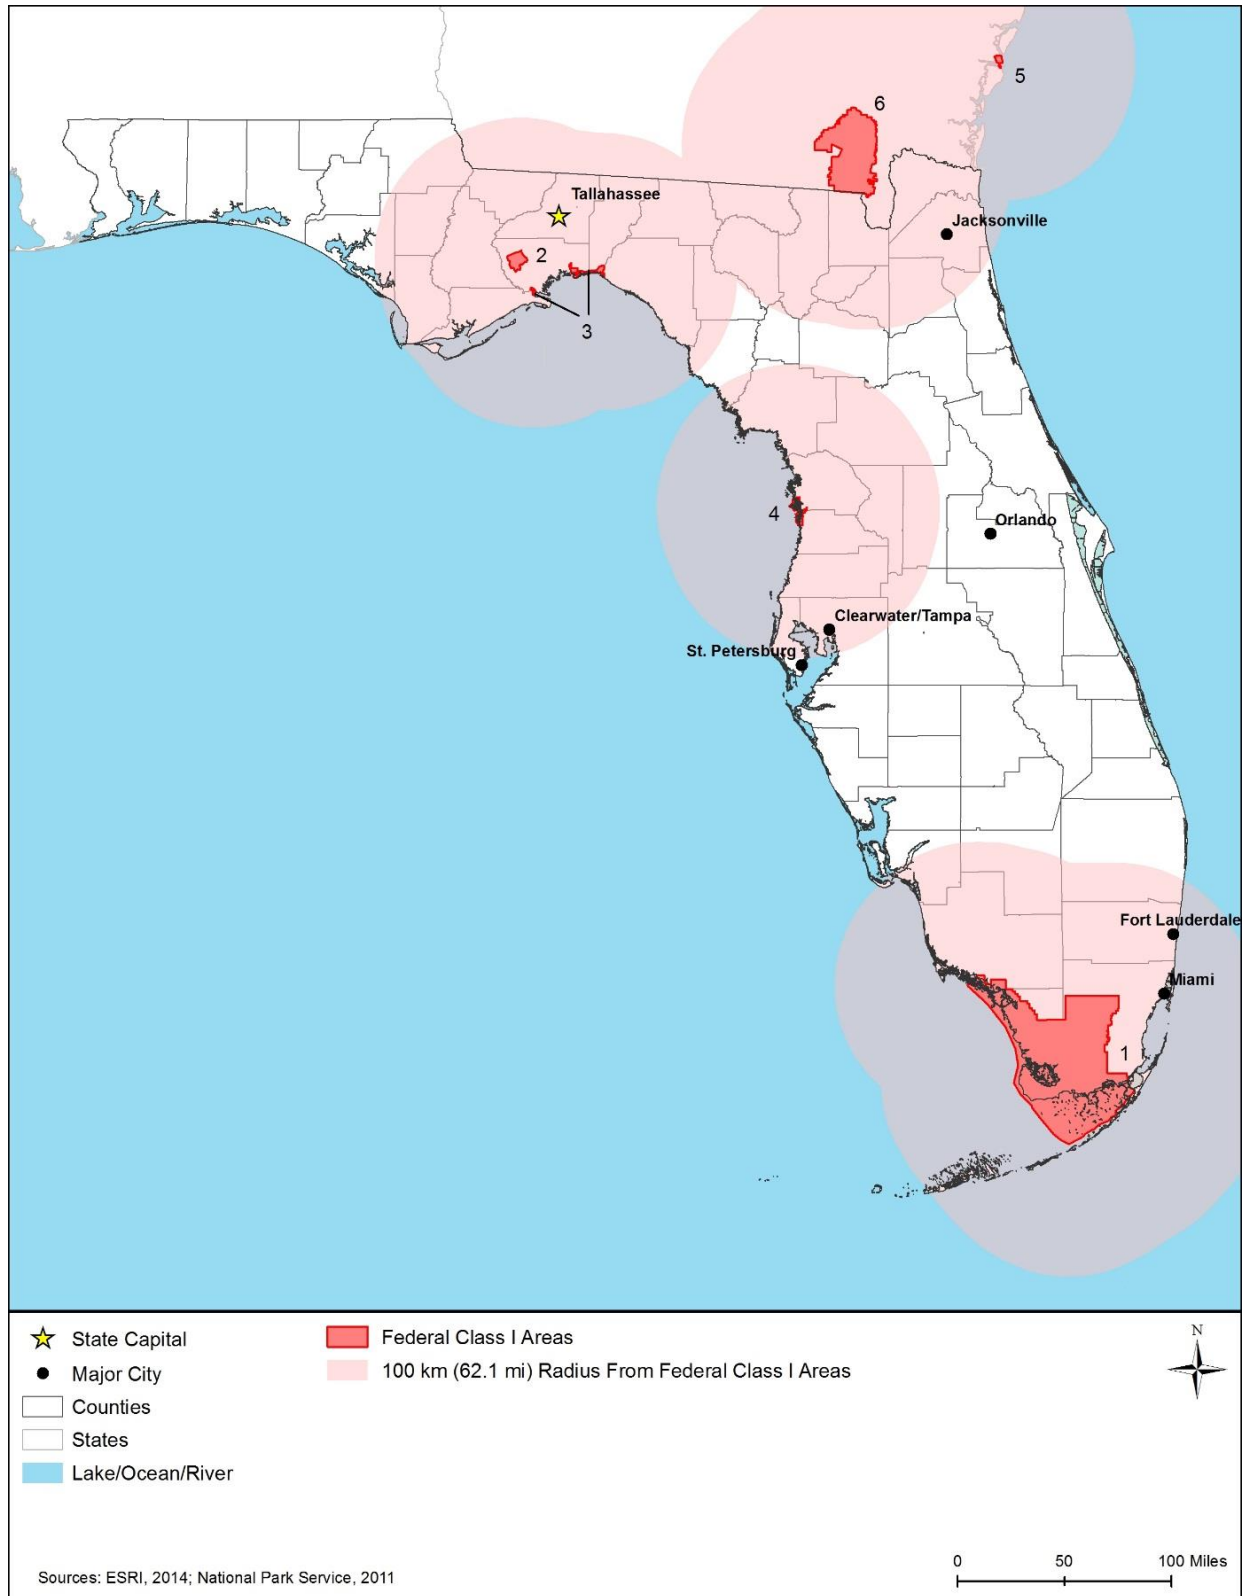 5
6
Tallahassee
Jacksonville
2
3
4
Orlando
Clearwater/Tampa
St. Petersburg
Fort Lauderdale
Miami
1
State Capital
Federal Class I Areas
N
Major City
100 km (62.1 mi) Radius From Federal Class I Areas
Counties
States
Lake/Ocean/River
0 50 100 Miles
Sources: ESRI, 2014; National Park Service, 2011